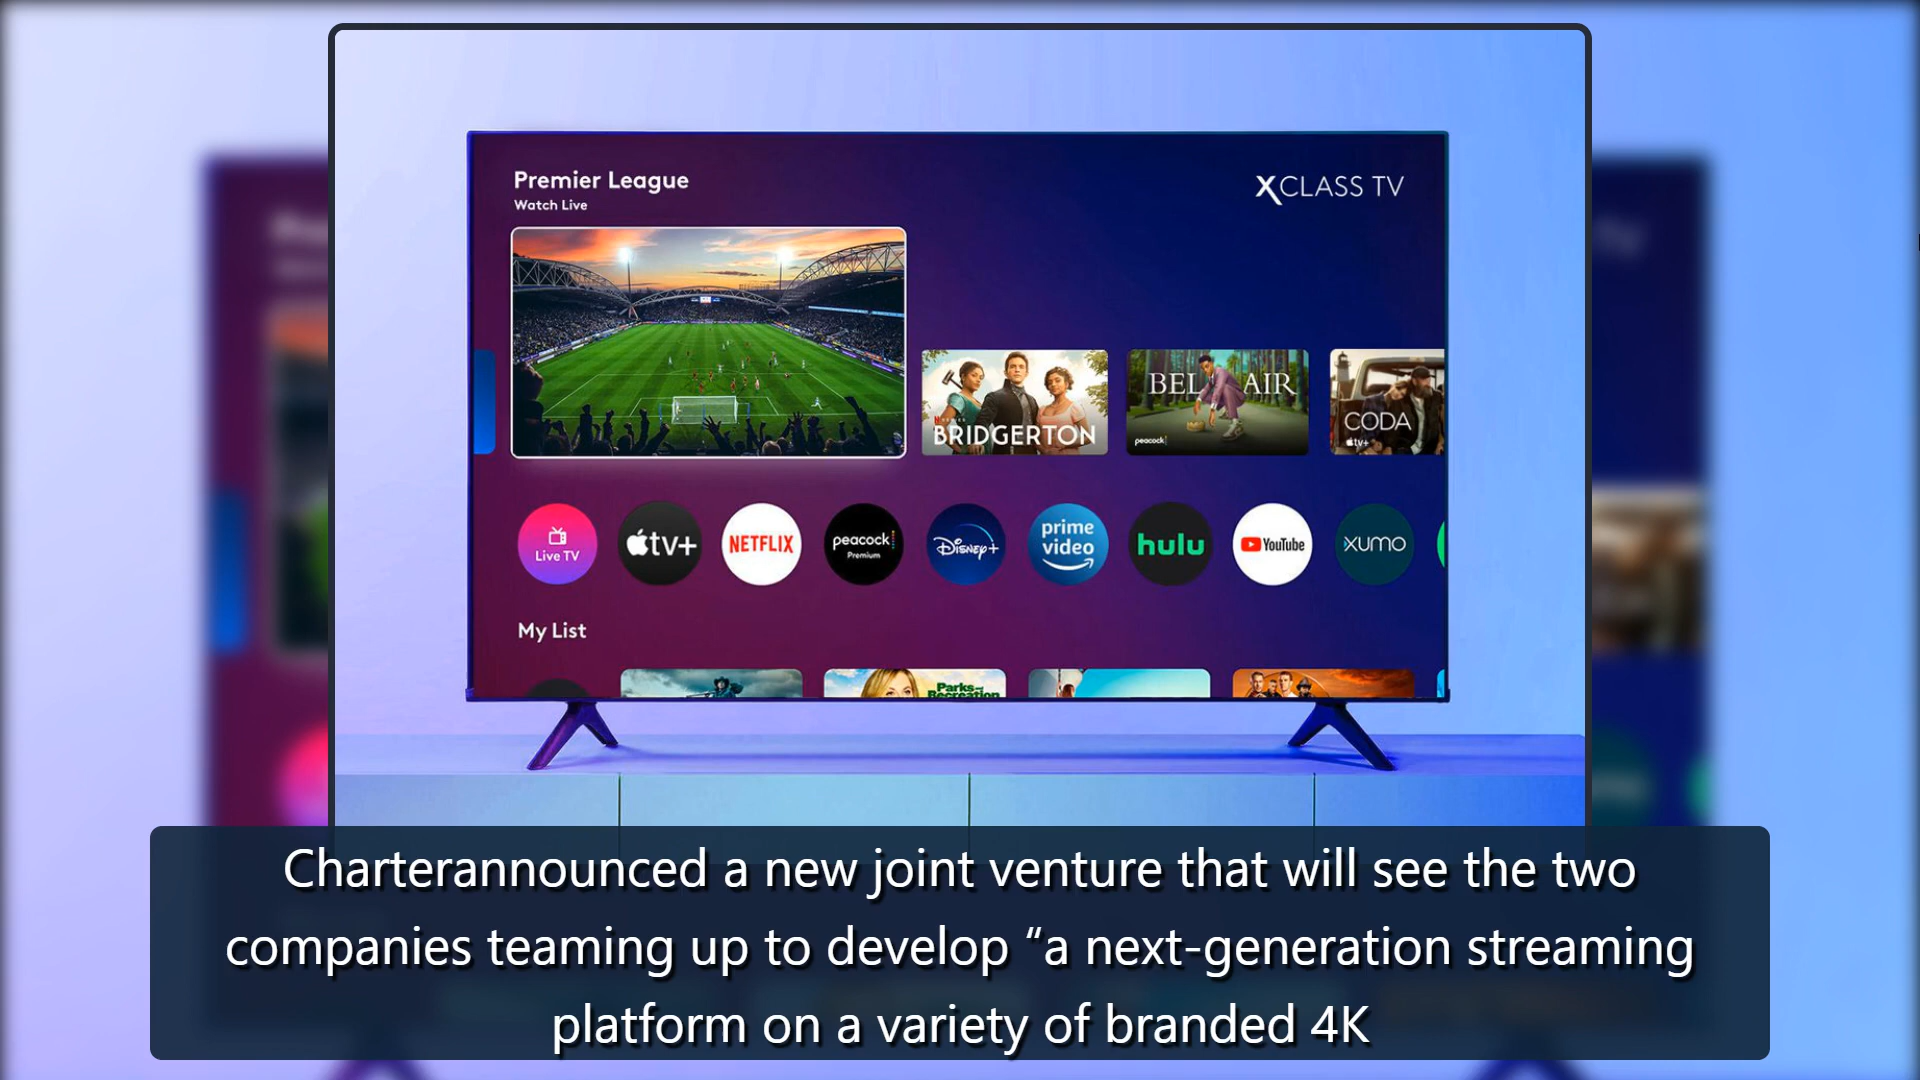 Premier League
Watch Live
XCLASS TV
BRIDGERTON
BEL AIR
peacock
CODA
tv+
Live TV
tv+
NETFLIX
peacock
Premium
Disney+
prime
video
hulu
YouTube
XUMO
My List
Parks and
Recreation
Charterannounced a new joint venture that will see the two
companies teaming up to develop “a next-generation streaming
platform on a variety of branded 4K